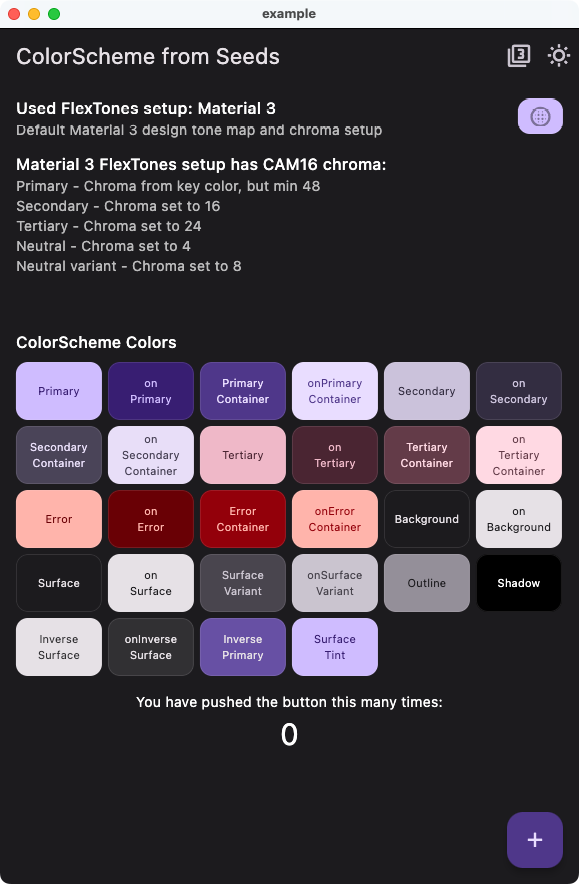 example
ColorScheme from Seeds
3
Used FlexTones setup: Material 3
Default Material 3 design tone map and chroma setup
Material 3 FlexTones setup has CAM16 chroma:
Primary - Chroma from key color, but min 48
Secondary - Chroma set to 16
Tertiary - Chroma set to 24
Neutral - Chroma set to 4
Neutral variant - Chroma set to 8
ColorScheme Colors
Primary
on
Primary
Primary
Container
onPrimary
Container
Secondary
on
Secondary
Secondary
Container
on
Secondary
Container
Tertiary
on
Tertiary
Tertiary
Container
on
Tertiary
Container
Error
on
Error
Error
Container
onError
Container
Background
on
Background
Surface
on
Surface
Surface
Variant
onSurface
Variant
Outline
Shadow
Inverse
Surface
onInverse
Surface
Inverse
Primary
Surface
Tint
You have pushed the button this many times:
0
+